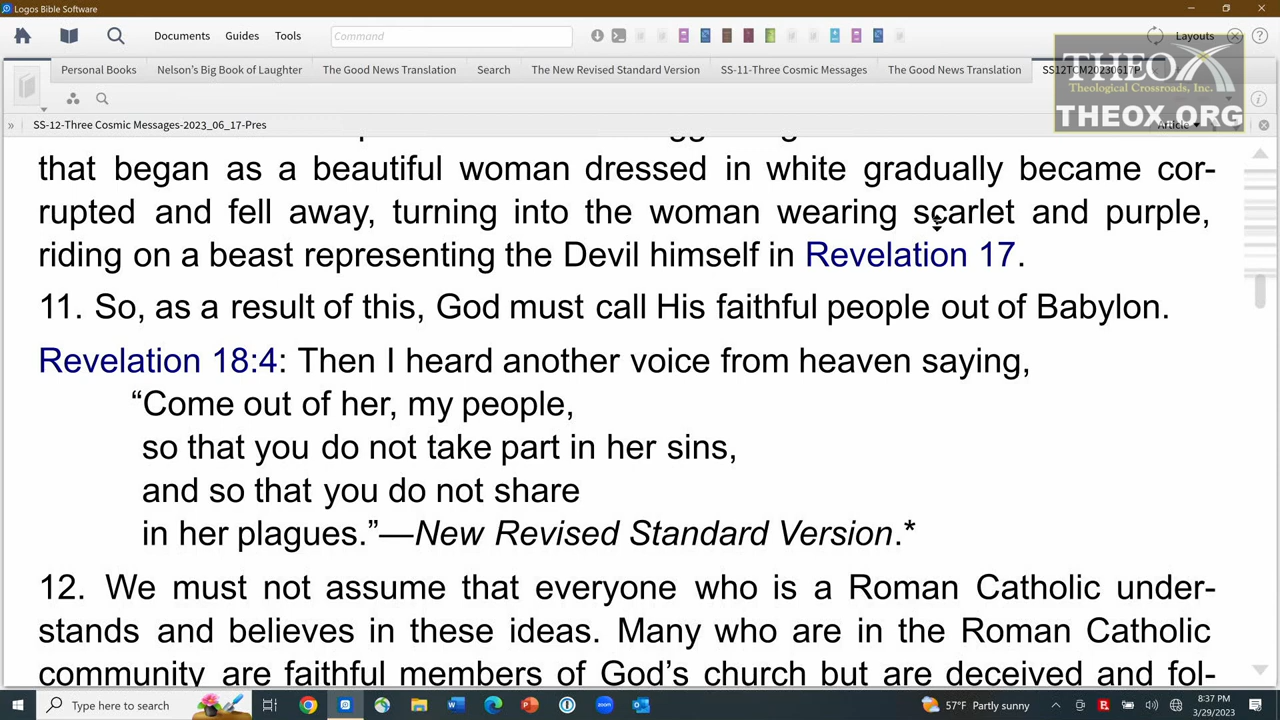 Logos Bible Software
Documents Guides Tools Command Layouts
Personal Books Nelson's Big Book of Laughter The Go on Search The New Revised Standard Version SS-11-Three Cosmic Messages The Good News Translation SS12TCM20230617P
THEOX
Theological Crossroads, Inc.
THEOX.ORG
SS-12-Three Cosmic Messages-2023_06_17-Pres Article
that began as a beautiful woman dressed in white gradually became cor-
rupted and fell away, turning into the woman wearing scarlet and purple,
riding on a beast representing the Devil himself in Revelation 17.
11. So, as a result of this, God must call His faithful people out of Babylon.
Revelation 18:4: Then I heard another voice from heaven saying,
“Come out of her, my people,
so that you do not take part in her sins,
and so that you do not share
in her plagues.”—New Revised Standard Version.*
12. We must not assume that everyone who is a Roman Catholic under-
stands and believes in these ideas. Many who are in the Roman Catholic
community are faithful members of God’s church but are deceived and fol-
Type here to search 57°F Partly sunny 8:37 PM
3/29/2023